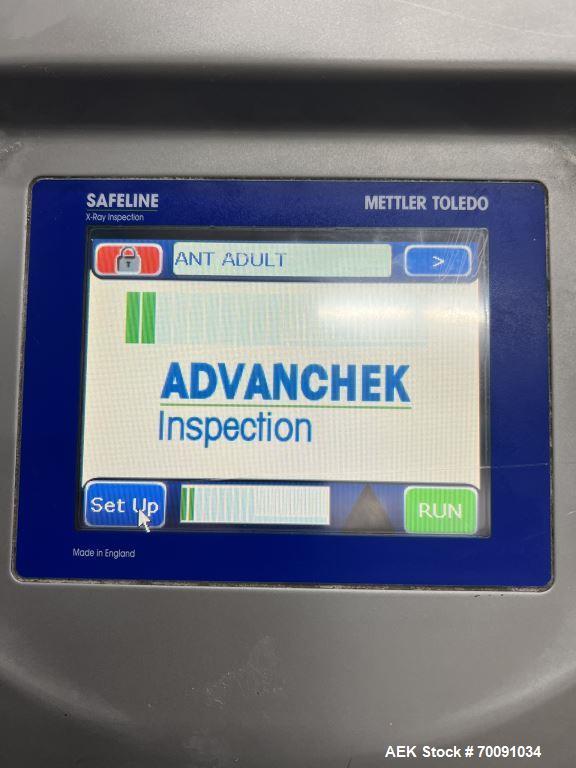 SAFELINE
METTLER TOLEDO
X-Ray Inspection
ANT ADULT
>
ADVANCHEK
Inspection
Set Up
RUN
Made in England
AEK Stock # 70091034